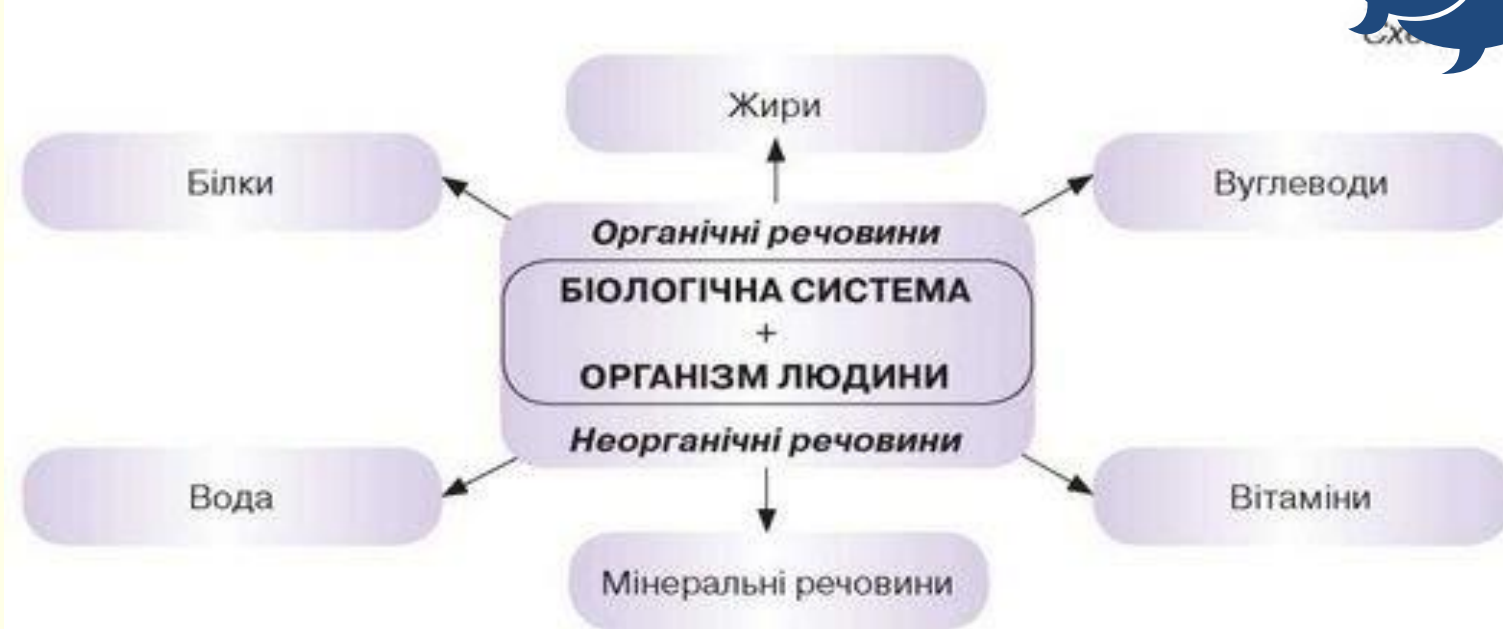 Жири
Білки
Вуглеводи
Органічні речовини
БІОЛОГІЧНА СИСТЕМА
+
ОРГАНІЗМ ЛЮДИНИ
Неорганічні речовини
Вода
Вітаміни
Мінеральні речовини